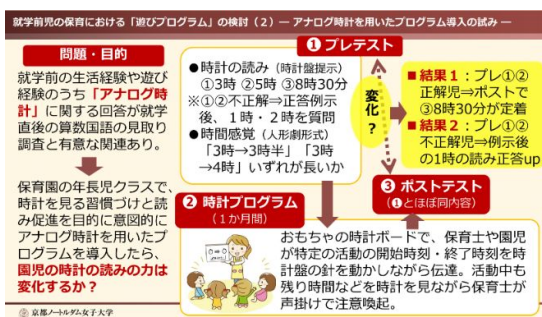 就学前児の保育における「遊びプログラム」の検討（2）― アナログ時計を用いたプログラム導入の試み ―
問題・目的
就学前の生活経験や遊び
経験のうち「アナログ時
計」に関する回答が就学
直後の算数国語の見取り
調査と有意な関連あり。
保育園の年長児クラスで、
時計を見る習慣づけと読
み促進を目的に意図的に
アナログ時計を用いたプ
ログラムを導入したら、
園児の時計の読みの力は
変化するか？
❶ プレテスト
●時計の読み（時計盤提示）
①3時 ②5時 ③8時30分
※①②不正解⇒正答例示
後、1時・2時を質問
●時間感覚（人形劇形式）
「3時→3時半」「3時
→4時」いずれが長いか
変化？
■ 結果1：プレ①②
正解児⇒ポストで
③8時30分が定着
■ 結果2：プレ①②
不正解児⇒例示後
の1時の読み正答up
❸ ポストテスト
（❶とほぼ同内容）
❷ 時計プログラム
（1か月間）
おもちゃの時計ボードで、保育士や園児
が特定の活動の開始時刻・終了時刻を時
計盤の針を動かしながら伝達。活動中も
残り時間などを時計を見ながら保育士が
声掛けで注意喚起。
京都ノートルダム女子大学